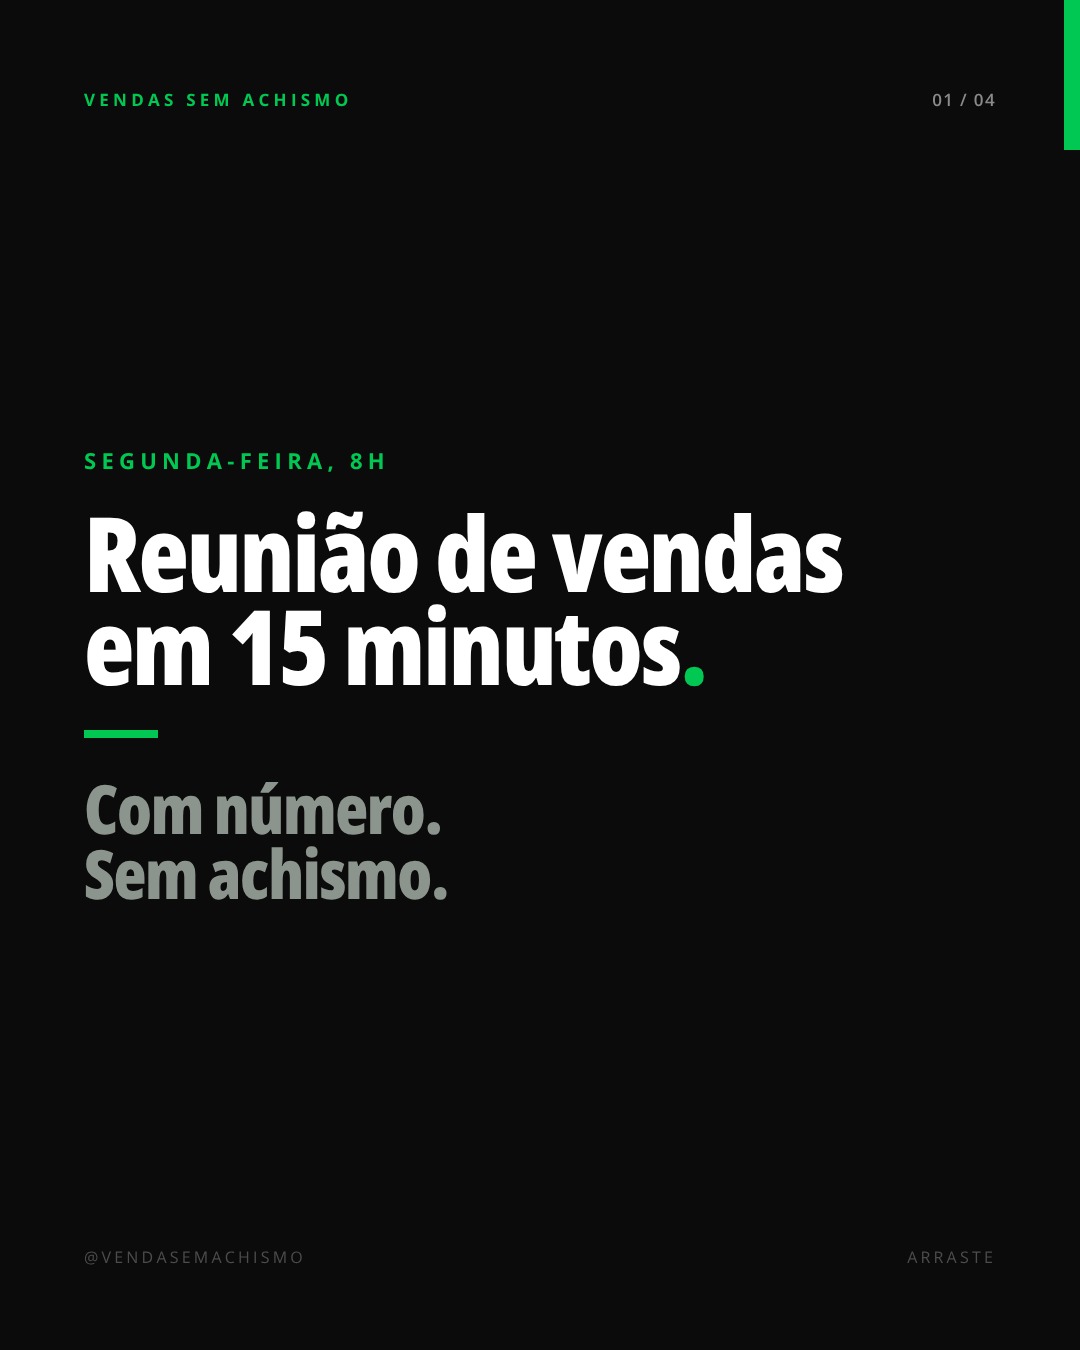 VENDAS SEM ACHISMO
01 / 04
SEGUNDA-FEIRA, 8H
Reunião de vendas
em 15 minutos.
Com número.
Sem achismo.
@VENDASEMACHISMO
ARRASTE